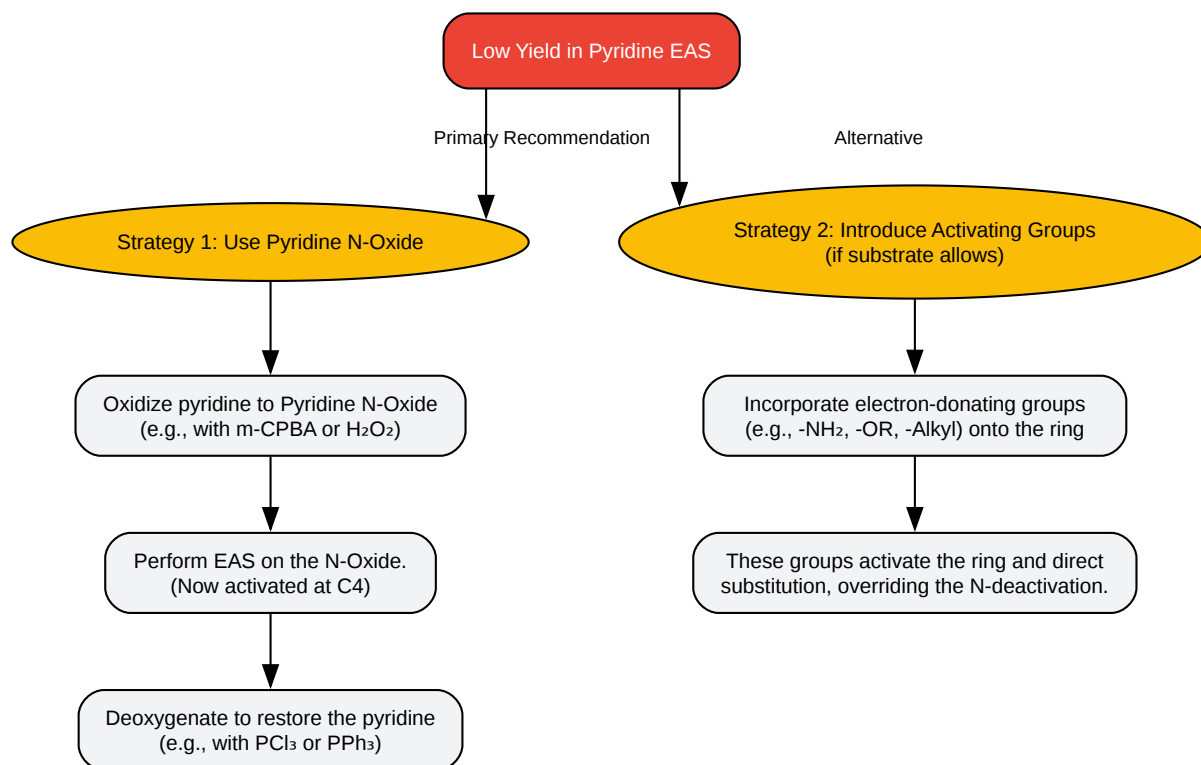 Low Yield in Pyridine EAS
Primary Recommendation
Alternative
Strategy 1: Use Pyridine N-Oxide
Strategy 2: Introduce Activating Groups
(if substrate allows)
Oxidize pyridine to Pyridine N-Oxide
(e.g., with m-CPBA or H₂O₂)
Incorporate electron-donating groups
(e.g., -NH₂, -OR, -Alkyl) onto the ring
Perform EAS on the N-Oxide.
(Now activated at C4)
These groups activate the ring and direct
substitution, overriding the N-deactivation.
Deoxygenate to restore the pyridine
(e.g., with PCl₃ or PPh₃)